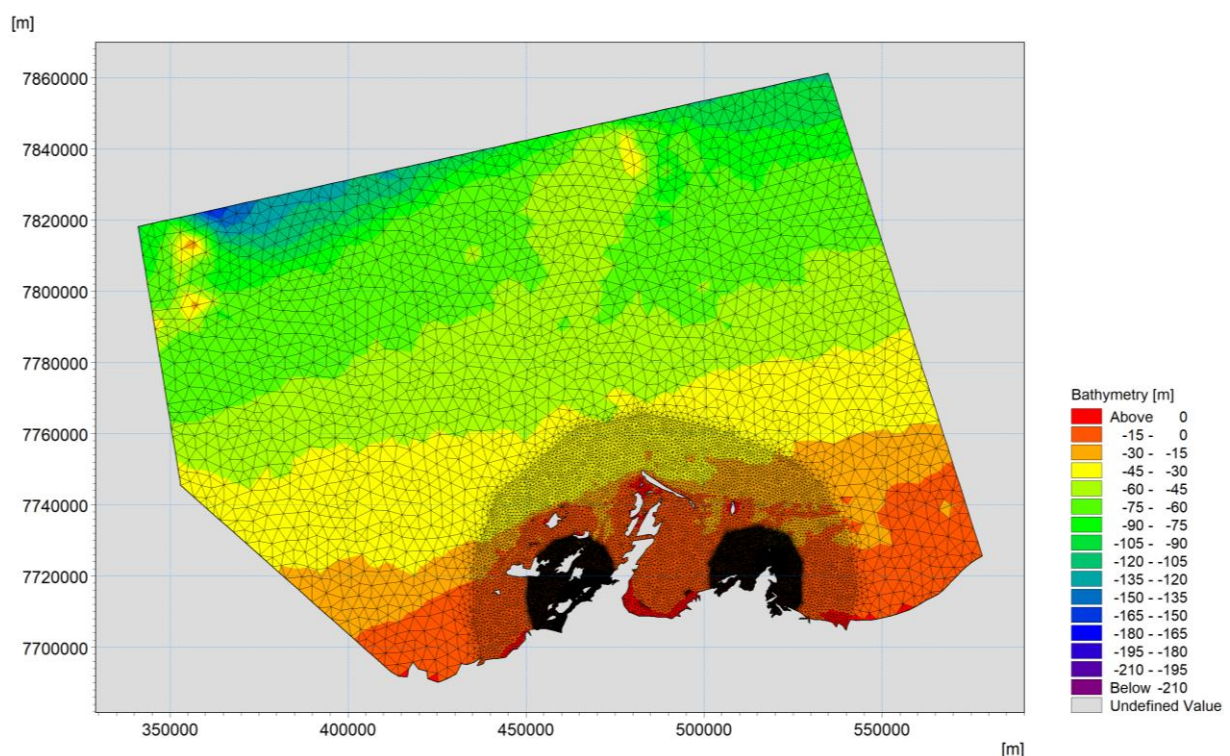 [m]
7860000
7840000
7820000
7800000
7780000
7760000
7740000
7720000
7700000
350000 400000 450000 500000 550000
[m]
Bathymetry [m]
Above 0
-15 - 0
-30 - -15
-45 - -30
-60 - -45
-75 - -60
-90 - -75
-105 - -90
-120 - -105
-135 - -120
-150 - -135
-165 - -150
-180 - -165
-195 - -180
-210 - -195
Below -210
Undefined Value